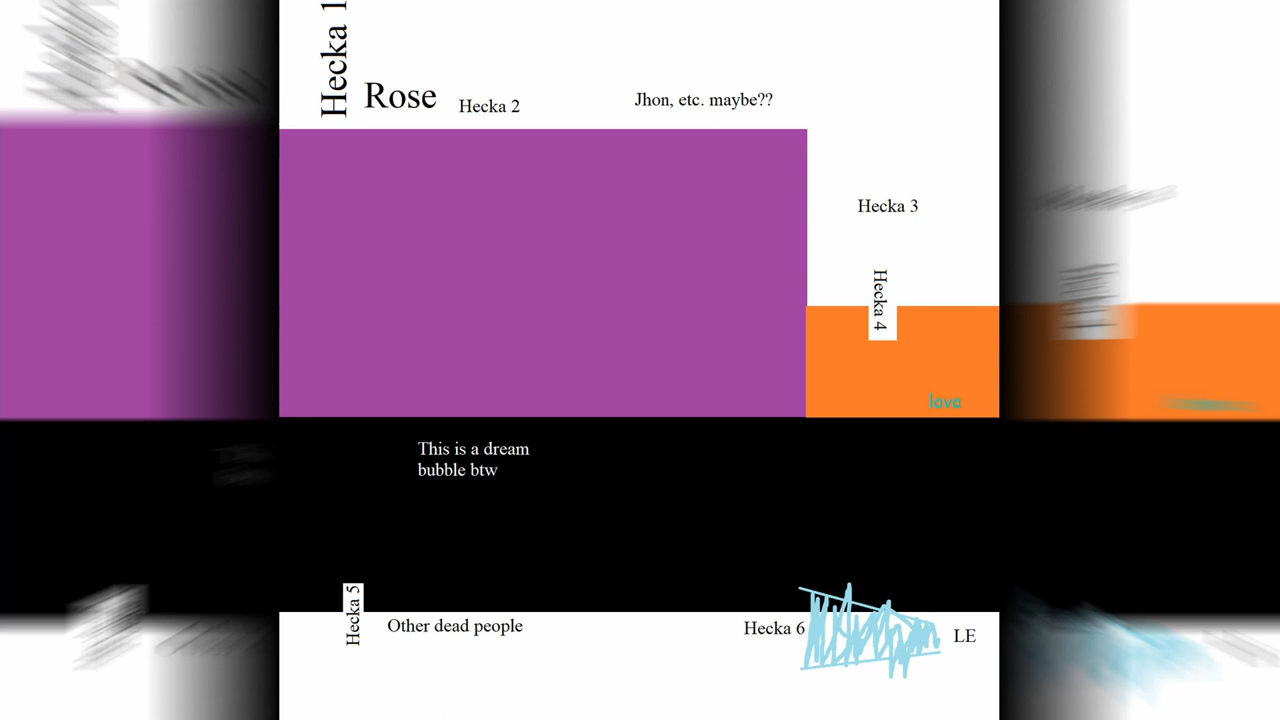 Hecka 1
Rose
Hecka 2
Jhon, etc. maybe??
Hecka 3
Hecka 4
lava
This is a dream
bubble btw
Hecka 5
Other dead people
Hecka 6
LE